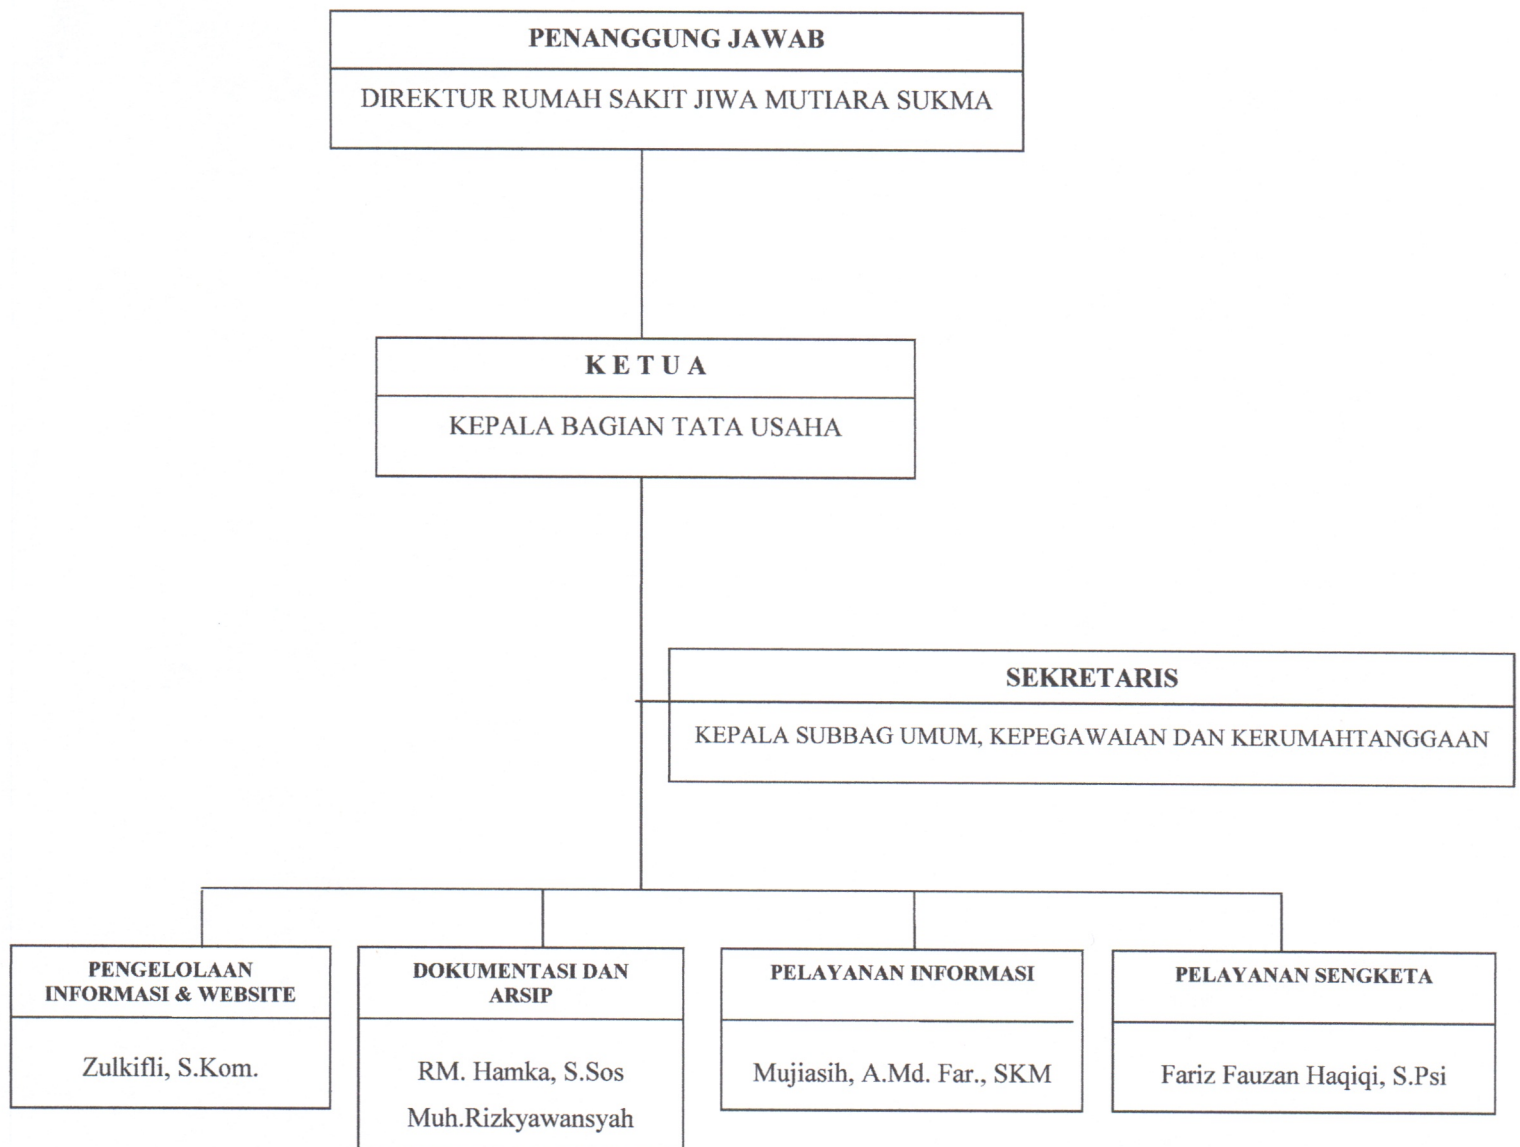 PENANGGUNG JAWAB
DIREKTUR RUMAH SAKIT JIWA MUTIARA SUKMA
K E T U A
KEPALA BAGIAN TATA USAHA
SEKRETARIS
KEPALA SUBBAG UMUM, KEPEGAWAIAN DAN KERUMAHTANGGAAN
PENGELOLAAN
INFORMASI & WEBSITE
Zulkifli, S.Kom.
DOKUMENTASI DAN
ARSIP
RM. Hamka, S.Sos
Muh.Rizkyawansyah
PELAYANAN INFORMASI
Mujiasih, A.Md. Far., SKM
PELAYANAN SENGKETA
Fariz Fauzan Haqiqi, S.Psi